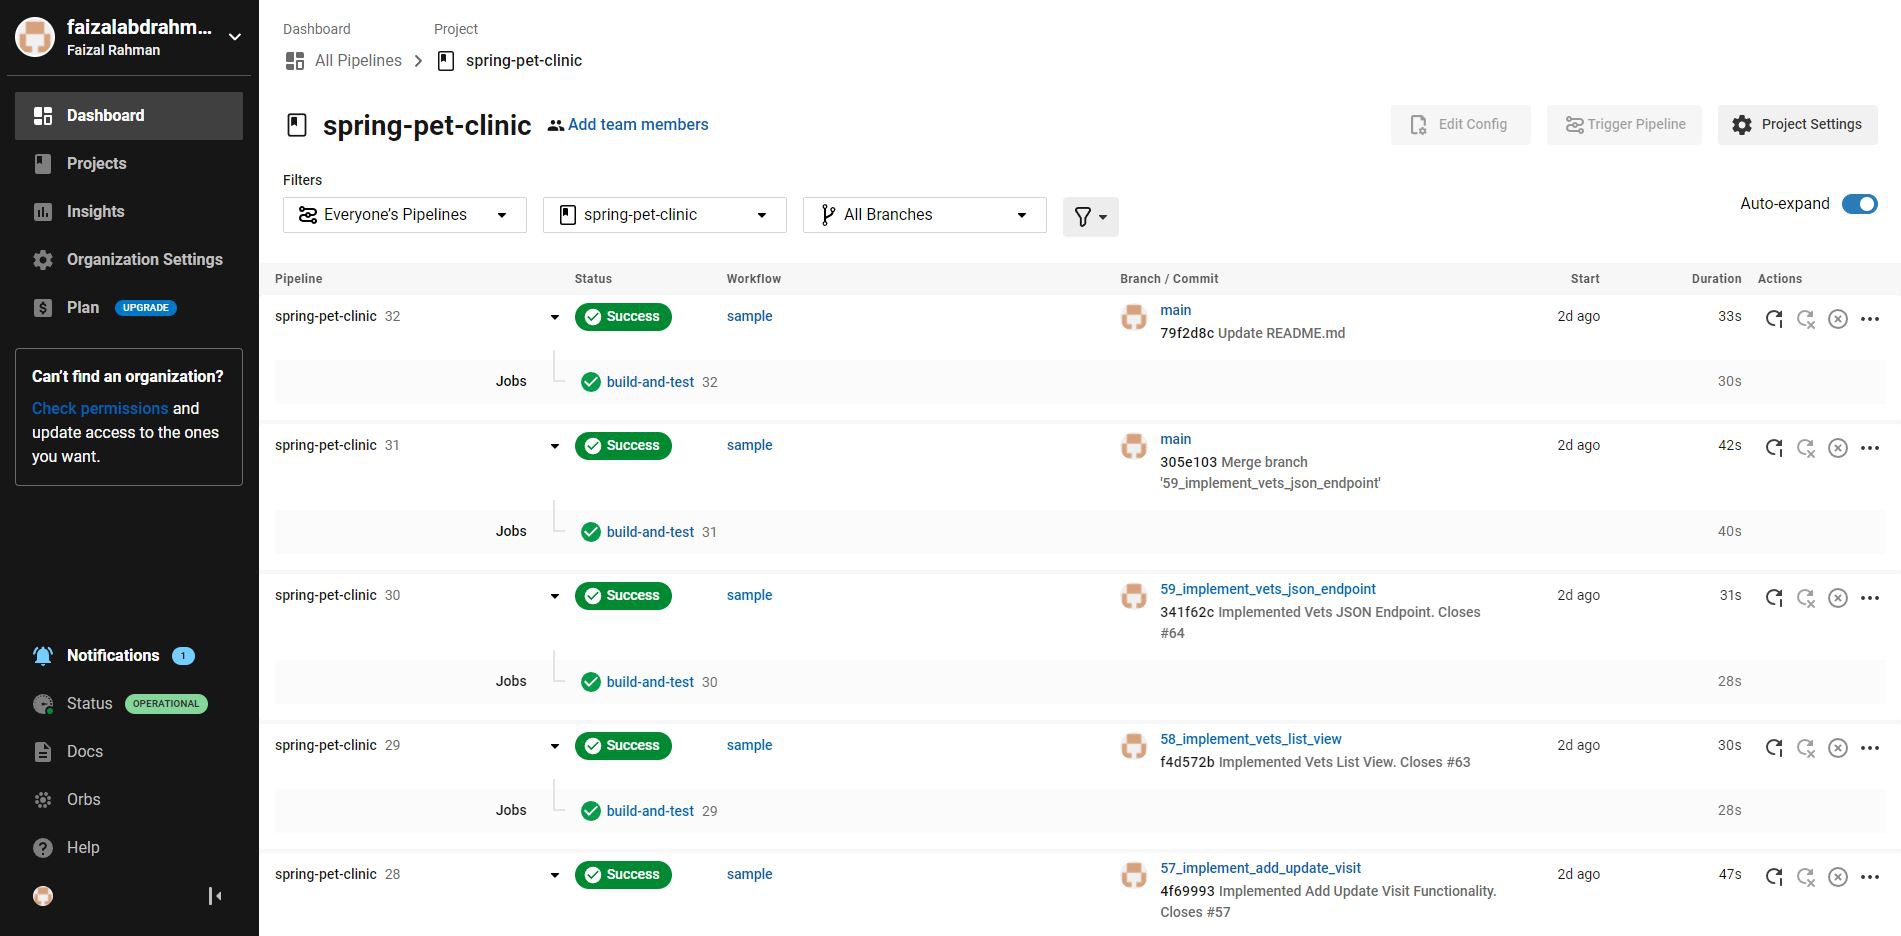 faizalabdrahm...
Faizal Rahman
Dashboard
Projects
Insights
Organization Settings
Plan UPGRADE
Can't find an organization?
Check permissions and
update access to the ones
you want.
Notifications 1
Status OPERATIONAL
Docs
Orbs
Help
Dashboard Project
All Pipelines spring-pet-clinic
spring-pet-clinic Add team members
Edit Config Trigger Pipeline Project Settings
Filters
Everyone's Pipelines spring-pet-clinic All Branches
Auto-expand
Pipeline Status Workflow Branch / Commit Start Duration Actions
spring-pet-clinic 32 Success sample main 2d ago 33s
79f2d8c Update README.md
Jobs build-and-test 32 30s
spring-pet-clinic 31 Success sample main 2d ago 42s
305e103 Merge branch
'59_implement_vets_json_endpoint'
Jobs build-and-test 31 40s
spring-pet-clinic 30 Success sample 59_implement_vets_json_endpoint 2d ago 31s
341f62c Implemented Vets JSON Endpoint. Closes
#64
Jobs build-and-test 30 28s
spring-pet-clinic 29 Success sample 58_implement_vets_list_view 2d ago 30s
f4d572b Implemented Vets List View. Closes #63
Jobs build-and-test 29 28s
spring-pet-clinic 28 Success sample 57_implement_add_update_visit 2d ago 47s
4f69993 Implemented Add Update Visit Functionality.
Closes #57